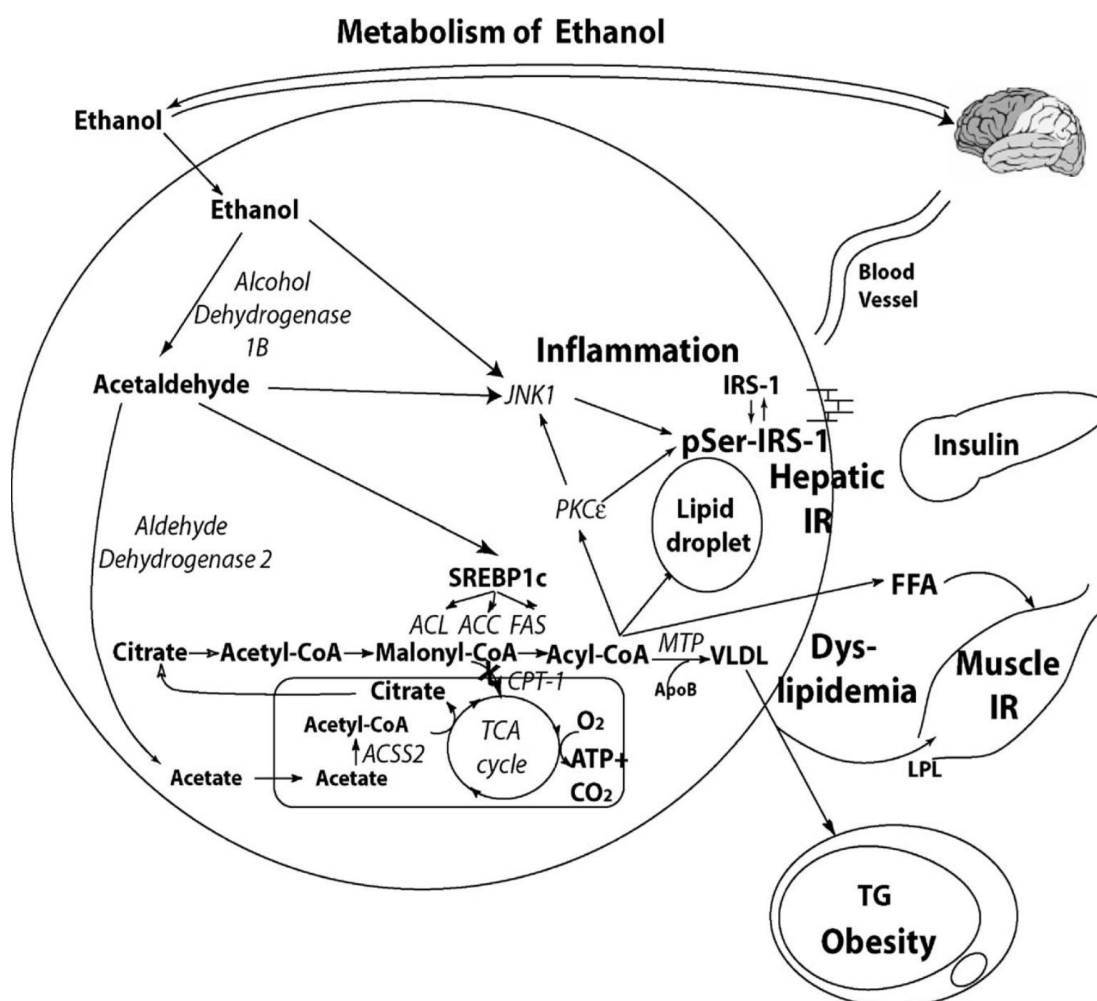 Metabolism of Ethanol
Ethanol
Ethanol
Blood
Vessel
Alcohol
Dehydrogenase
1B
Inflammation
Acetaldehyde
JNK1
IRS-1
pSer-IRS-1
Insulin
Hepatic
IR
PKCε
Lipid
droplet
Aldehyde
Dehydrogenase 2
SREBP1c
FFA
ACL ACC FAS
Citrate
Acetyl-CoA
Malonyl-CoA
Acyl-CoA
MTP
VLDL
ApoB
Dys-
lipidemia
Muscle
IR
CPT-1
Citrate
Acetyl-CoA
TCA
cycle
O2
ATP+
CO2
ACSS2
Acetate
Acetate
LPL
TG
Obesity